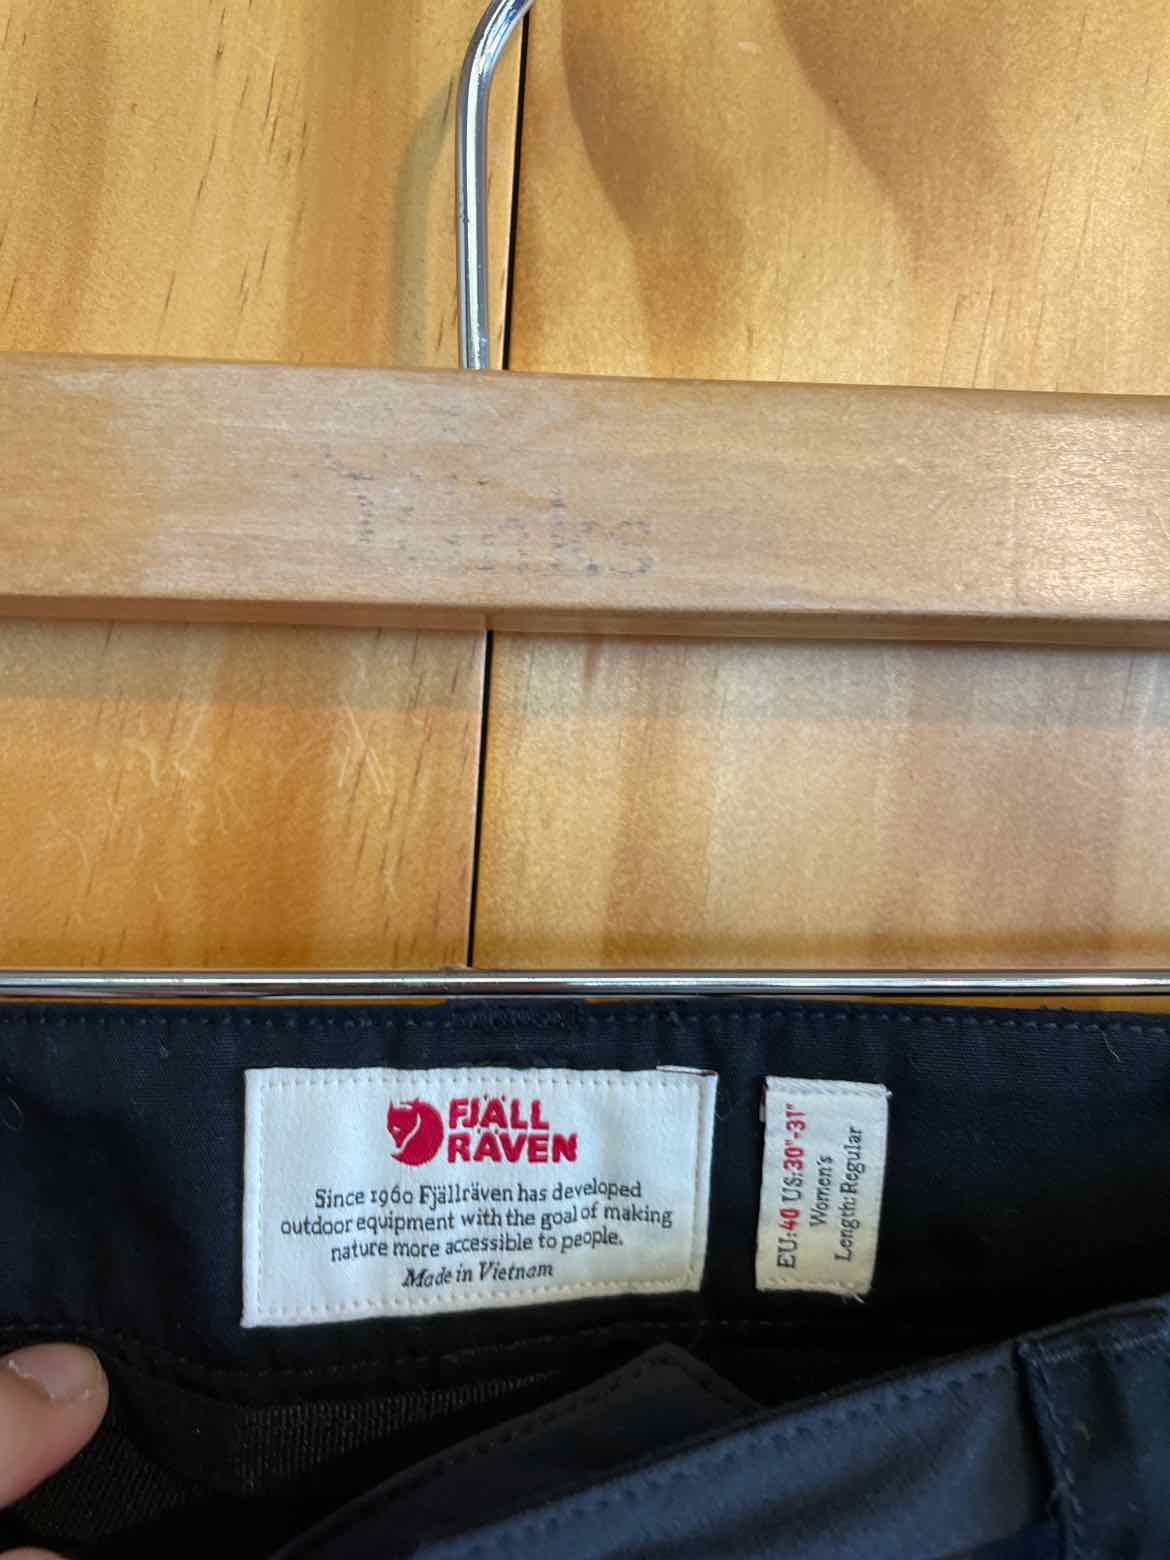 FJÄLL
RÄVEN
Since 1960 Fjällräven has developed
outdoor equipment with the goal of making
nature more accessible to people.
Made in Vietnam
EU:40 US:30"-31"
Women's
Length:Regular